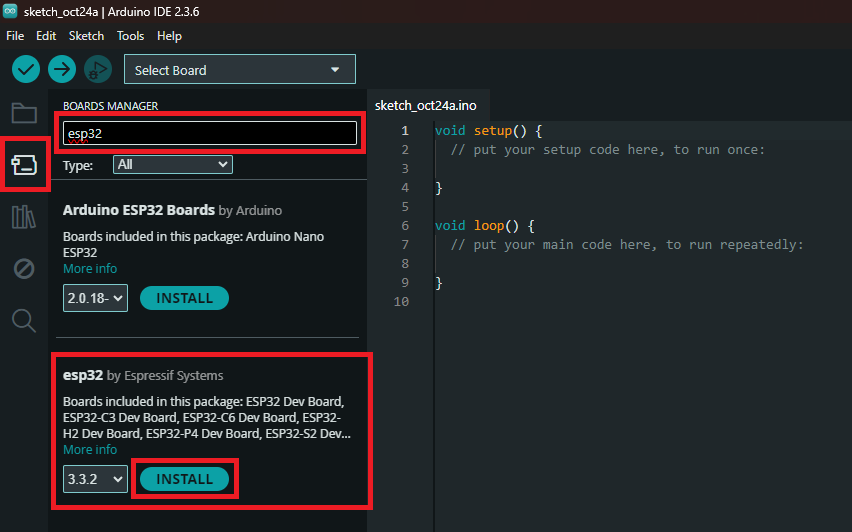 sketch_oct24a | Arduino IDE 2.3.6
File Edit Sketch Tools Help
Select Board
BOARDS MANAGER
esp32
Type: All
Arduino ESP32 Boards by Arduino
Boards included in this package: Arduino Nano
ESP32
More info
2.0.18- INSTALL
esp32 by Espressif Systems
Boards included in this package: ESP32 Dev Board,
ESP32-C3 Dev Board, ESP32-C6 Dev Board, ESP32-
H2 Dev Board, ESP32-P4 Dev Board, ESP32-S2 Dev...
More info
3.3.2 INSTALL
sketch_oct24a.ino
1 void setup() {
2 // put your setup code here, to run once:
3
4 }
5
6 void loop() {
7 // put your main code here, to run repeatedly:
8
9 }
10